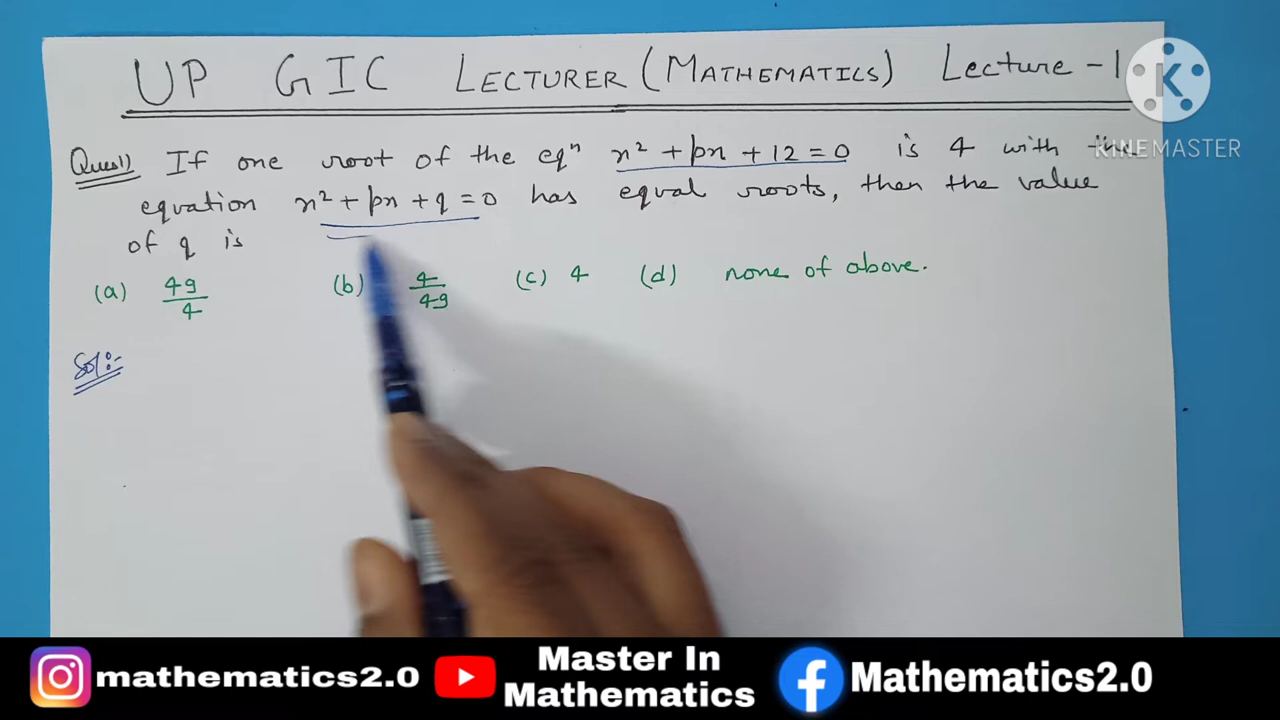 UP GIC LECTURER (MATHEMATICS) Lecture - 1
KINEMASTER
Ques1) If one root of the eqⁿ x² + px + 12 = 0 is 4 with
equation x² + px + q = 0 has equal roots, then the value
of q is
(a) 49/4 (b) 4/49 (c) 4 (d) none of above.
Sol:-
mathematics2.0 Master In Mathematics Mathematics2.0